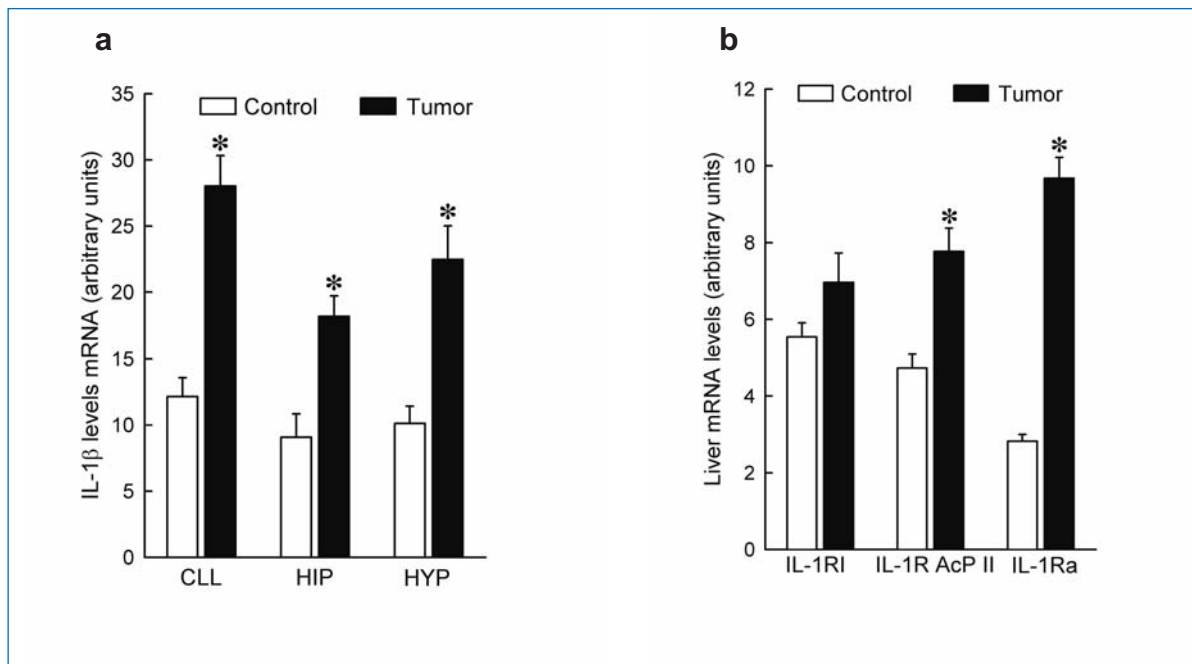 a
IL-1β levels mRNA (arbitrary units)
35
30
25
20
15
10
5
0
Control
Tumor
*
*
*
CLL
HIP
HYP
b
Liver mRNA levels (arbitrary units)
12
10
8
6
4
2
0
Control
Tumor
*
*
IL-1RI
IL-1R AcP II
IL-1Ra